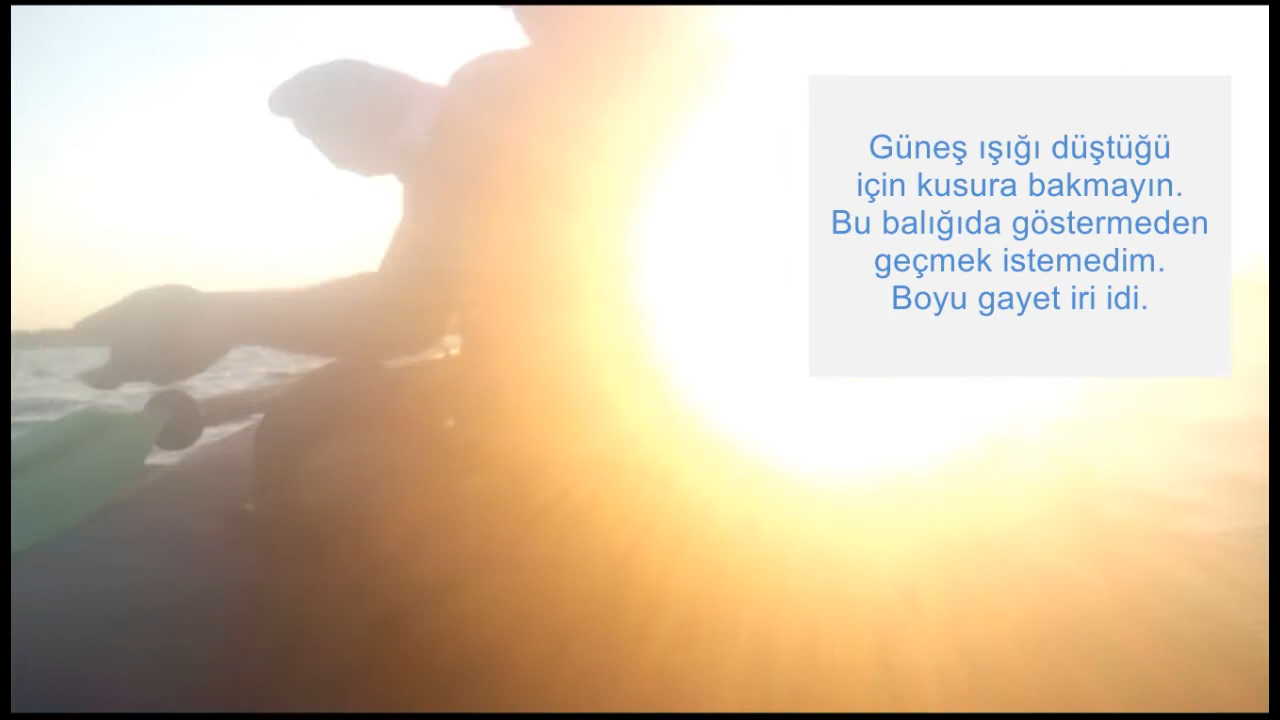 Güneş ışığı düştüğü
için kusura bakmayın.
Bu balığıda göstermeden
geçmek istemedim.
Boyu gayet iri idi.